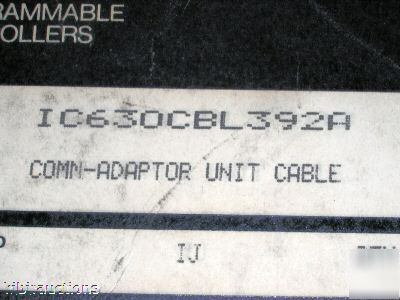 RAMMABLE
OLLERS
IC630CBL392A
COMN-ADAPTOR UNIT CABLE
IJ